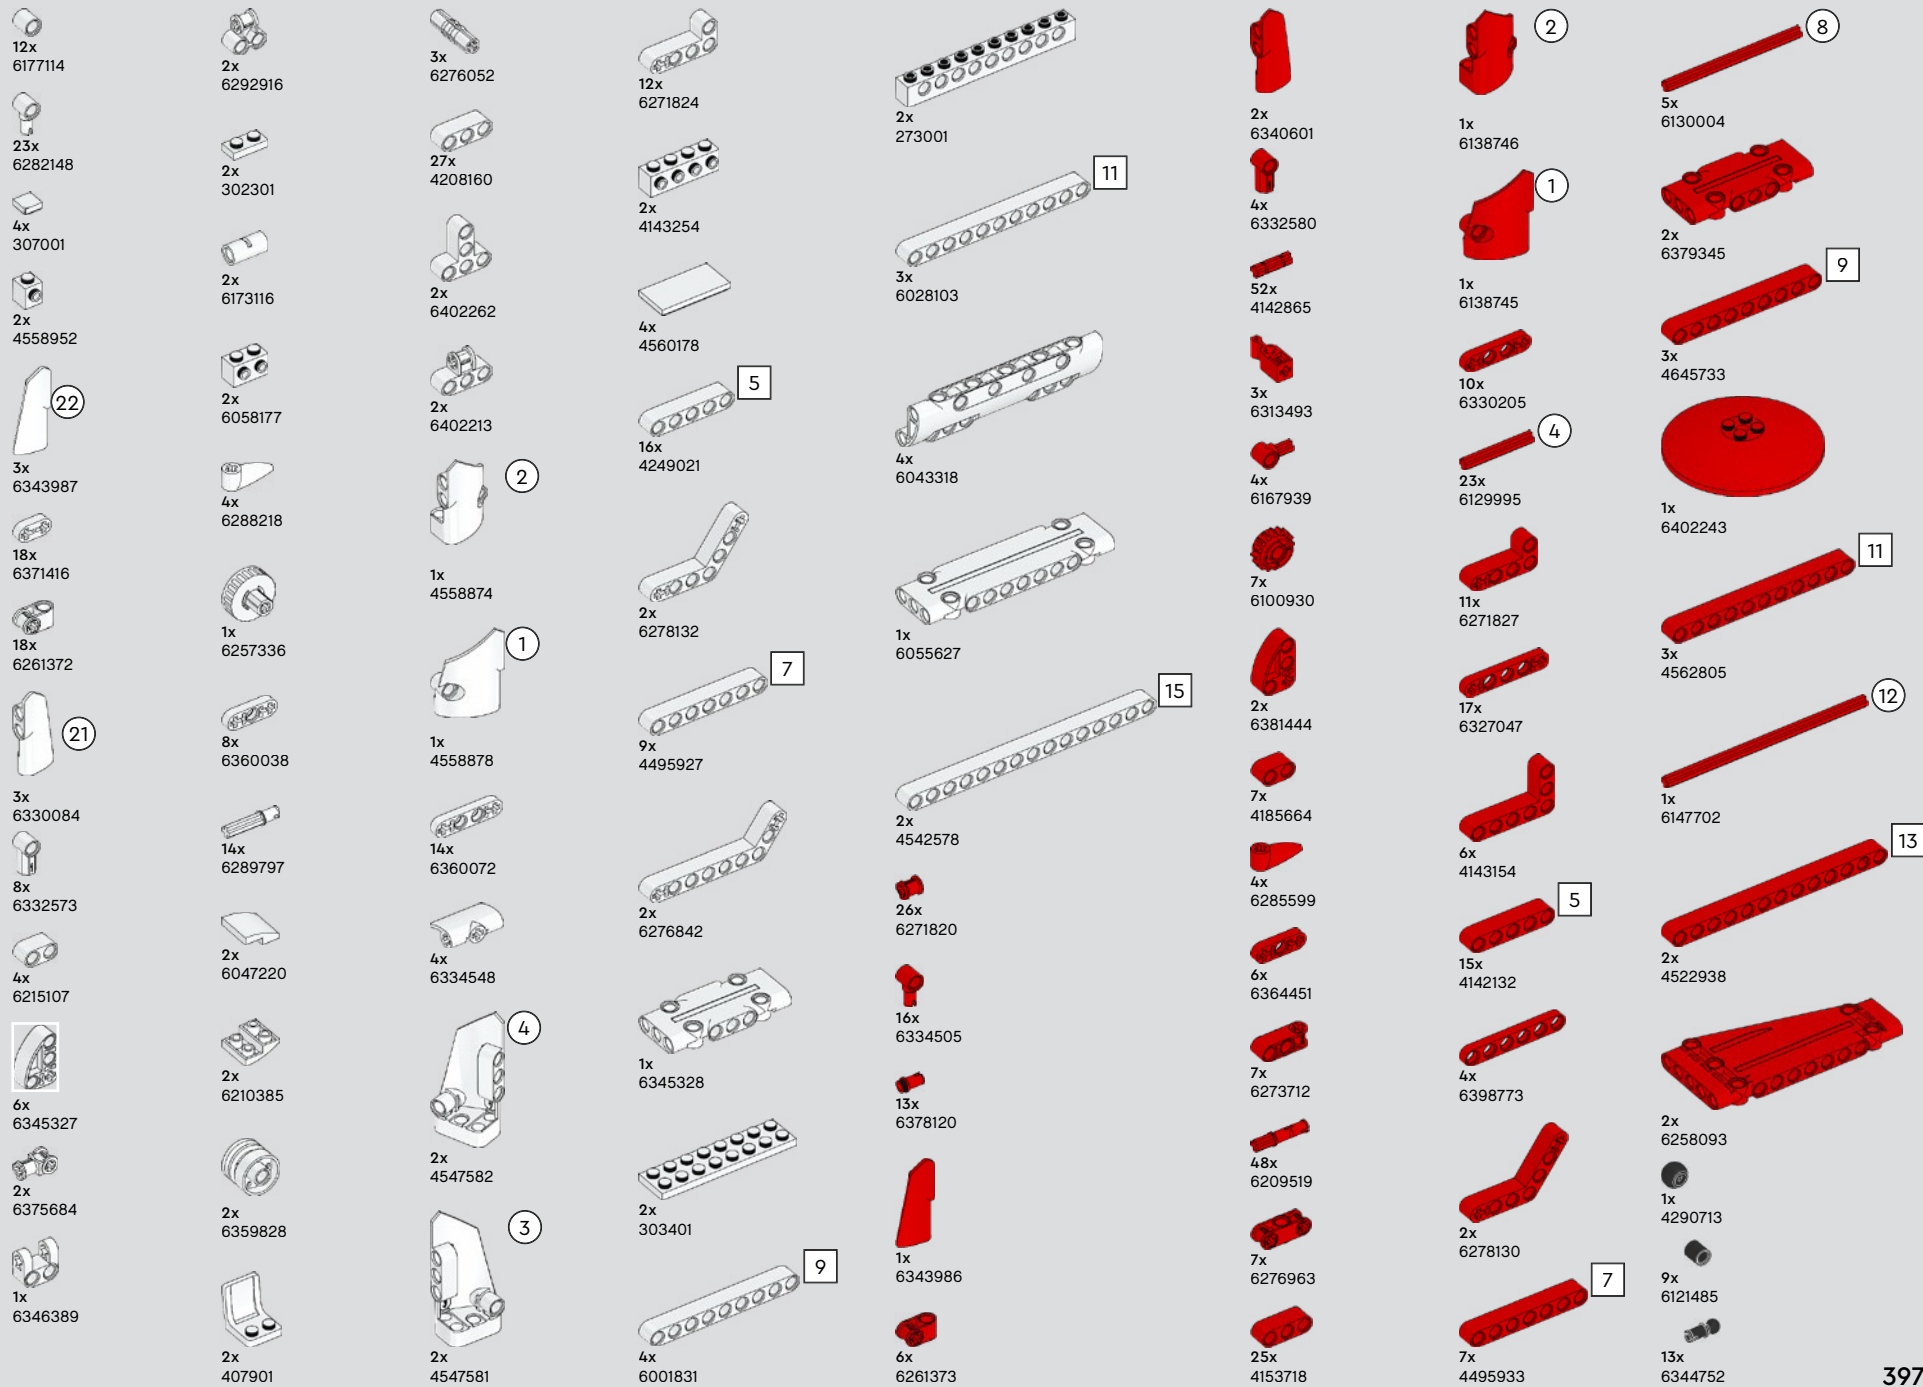 12x
6177114
23x
6282148
4x
307001
2x
4558952
22
3x
6343987
18x
6371416
18x
6261372
21
3x
6330084
8x
6332573
4x
6215107
6x
6345327
2x
6375684
1x
6346389
2x
6292916
2x
302301
2x
6173116
2x
6058177
4x
6288218
1x
6257336
8x
6360038
14x
6289797
2x
6047220
2x
6210385
2x
6359828
2x
407901
3x
6276052
27x
4208160
2x
6402262
2x
6402213
2
1x
4558874
1
1x
4558878
14x
6360072
4x
6334548
4
2x
4547582
3
2x
4547581
12x
6271824
2x
4143254
4x
4560178
5
16x
4249021
2x
6278132
7
9x
4495927
2x
6276842
1x
6345328
2x
303401
9
4x
6001831
2x
273001
11
3x
6028103
4x
6043318
1x
6055627
15
2x
4542578
26x
6271820
16x
6334505
13x
6378120
1x
6343986
6x
6261373
2x
6340601
4x
6332580
52x
4142865
3x
6313493
4x
6167939
7x
6100930
2x
6381444
7x
4185664
4x
6285599
6x
6364451
7x
6273712
48x
6209519
7x
6276963
25x
4153718
2
1x
6138746
1
1x
6138745
10x
6330205
4
23x
6129995
11x
6271827
17x
6327047
6x
4143154
5
15x
4142132
4x
6398773
2x
6278130
7
7x
4495933
8
5x
6130004
2x
6379345
9
3x
4645733
1x
6402243
11
3x
4562805
12
1x
6147702
13
2x
4522938
2x
6258093
1x
4290713
9x
6121485
13x
6344752
397